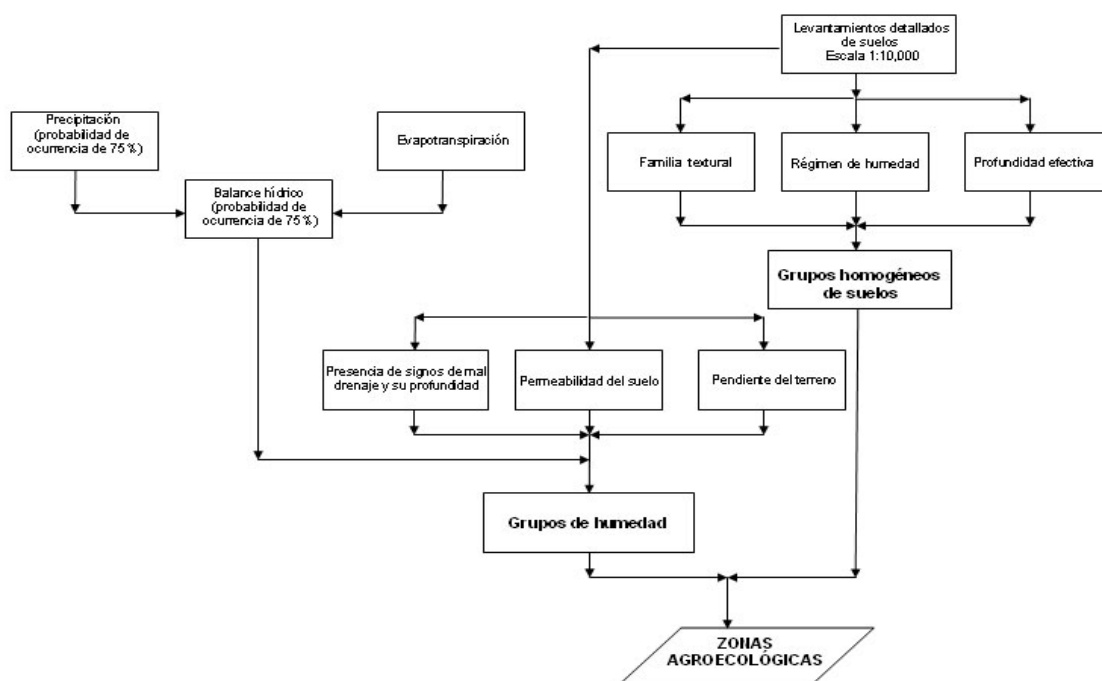 Levantamientos detallados
de suelos
Escala 1:10,000
Precipitación
(probabilidad de
ocurrencia de 75%)
Evapotranspiración
Familia textural
Régimen de humedad
Profundidad efectiva
Balance hídrico
(probabilidad de
ocurrencia de 75%)
Grupos homogéneos
de suelos
Presencia de signos de mal
drenaje y su profundidad
Permeabilidad del suelo
Pendiente del terreno
Grupos de humedad
ZONAS
AGROECOLÓGICAS